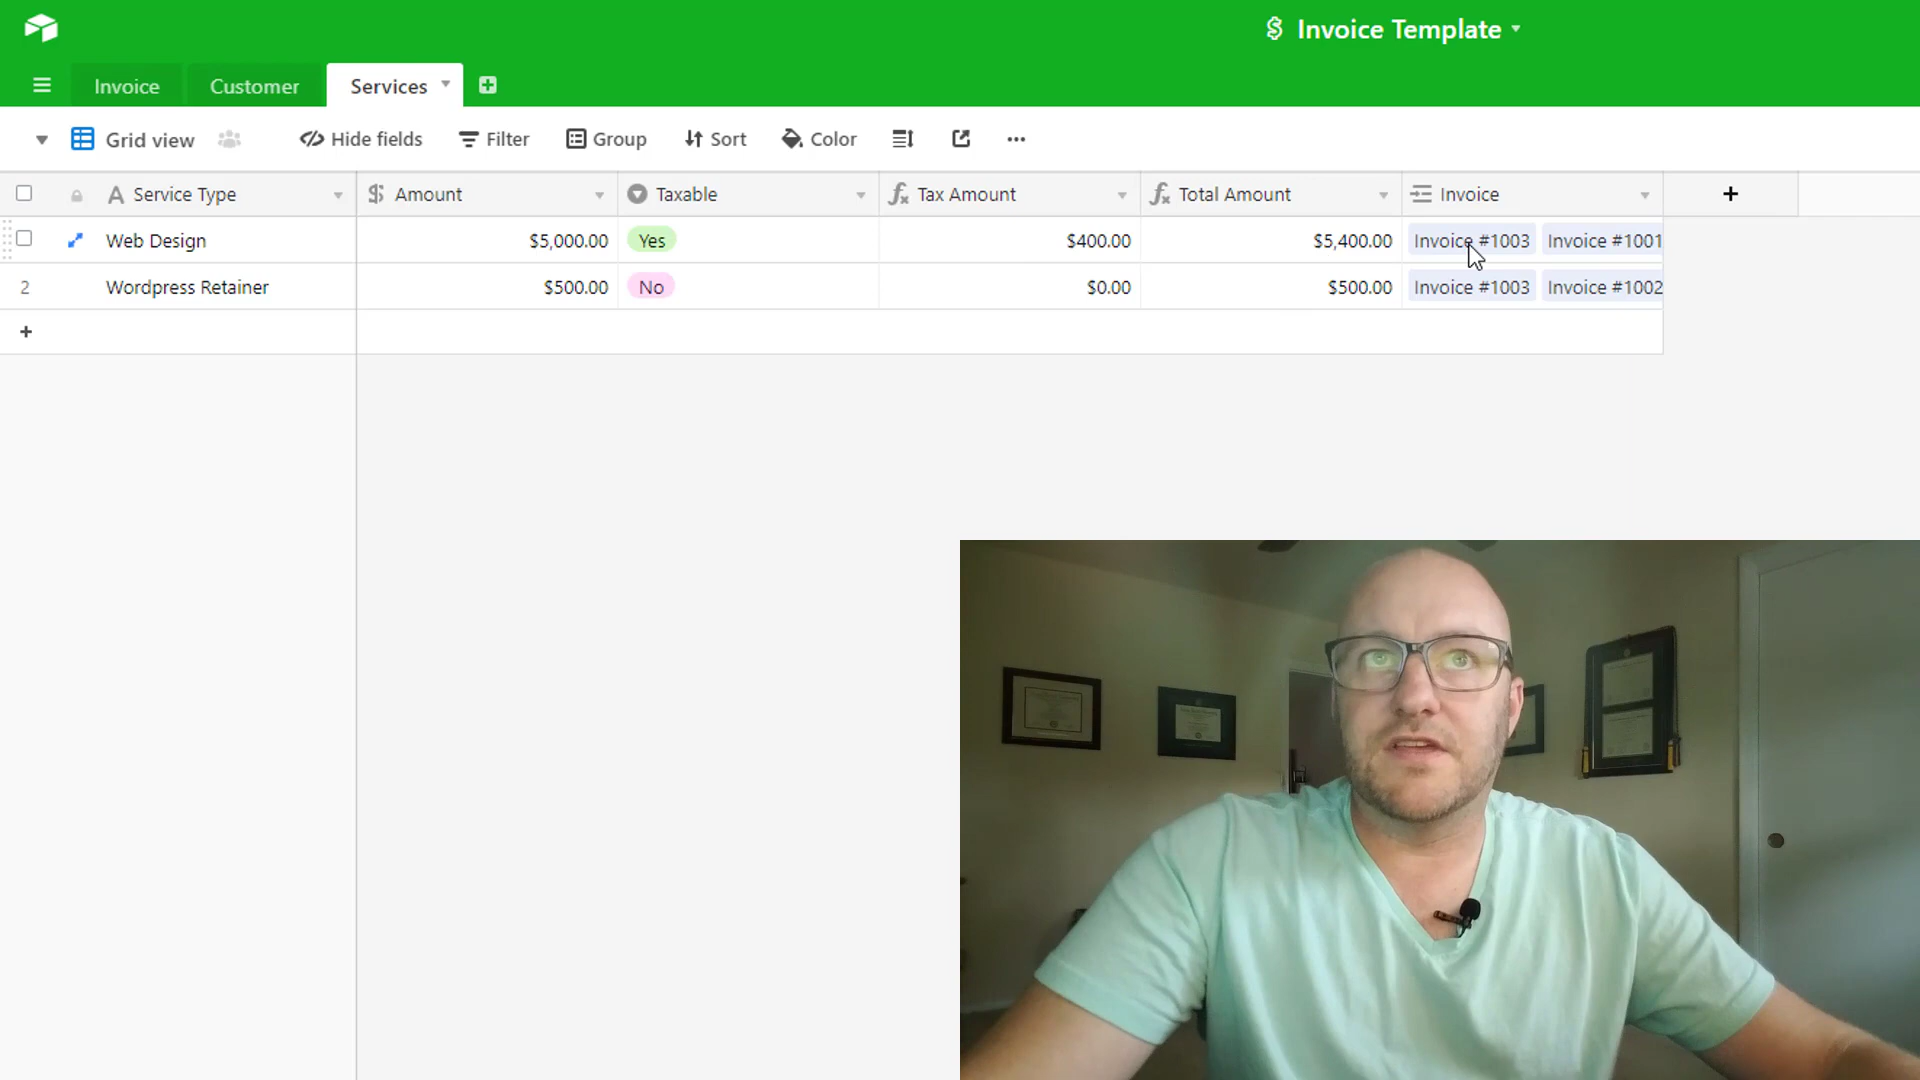 Invoice Template
Invoice Customer Services
Grid view Hide fields Filter Group Sort Color
Service Type Amount Taxable Tax Amount Total Amount Invoice
Web Design $5,000.00 Yes $400.00 $5,400.00 Invoice #1003 Invoice #1001
2 Wordpress Retainer $500.00 No $0.00 $500.00 Invoice #1003 Invoice #1002